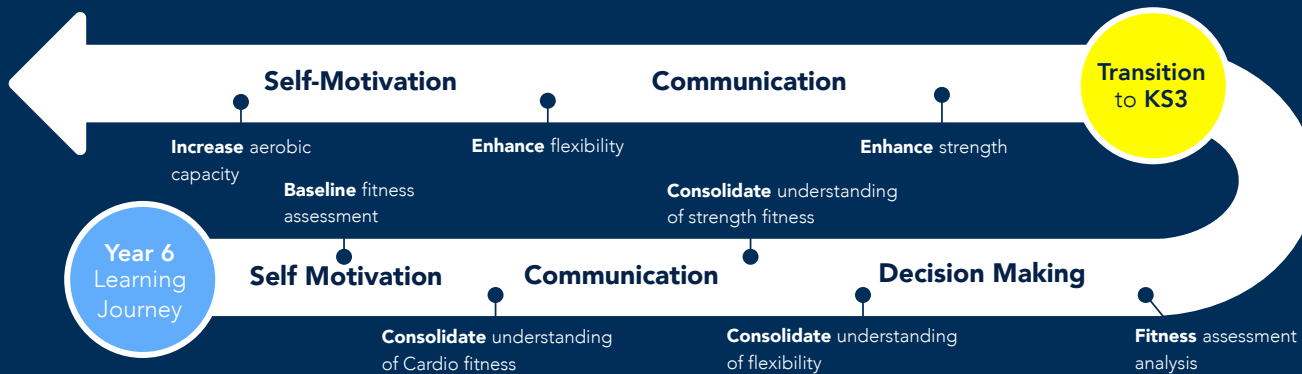 Self-Motivation
Communication
Transition
to KS3
Increase aerobic
capacity
Enhance flexibility
Enhance strength
Baseline fitness
assessment
Consolidate understanding
of strength fitness
Year 6
Learning
Journey
Self Motivation
Communication
Decision Making
Consolidate understanding
of Cardio fitness
Consolidate understanding
of flexibility
Fitness assessment
analysis